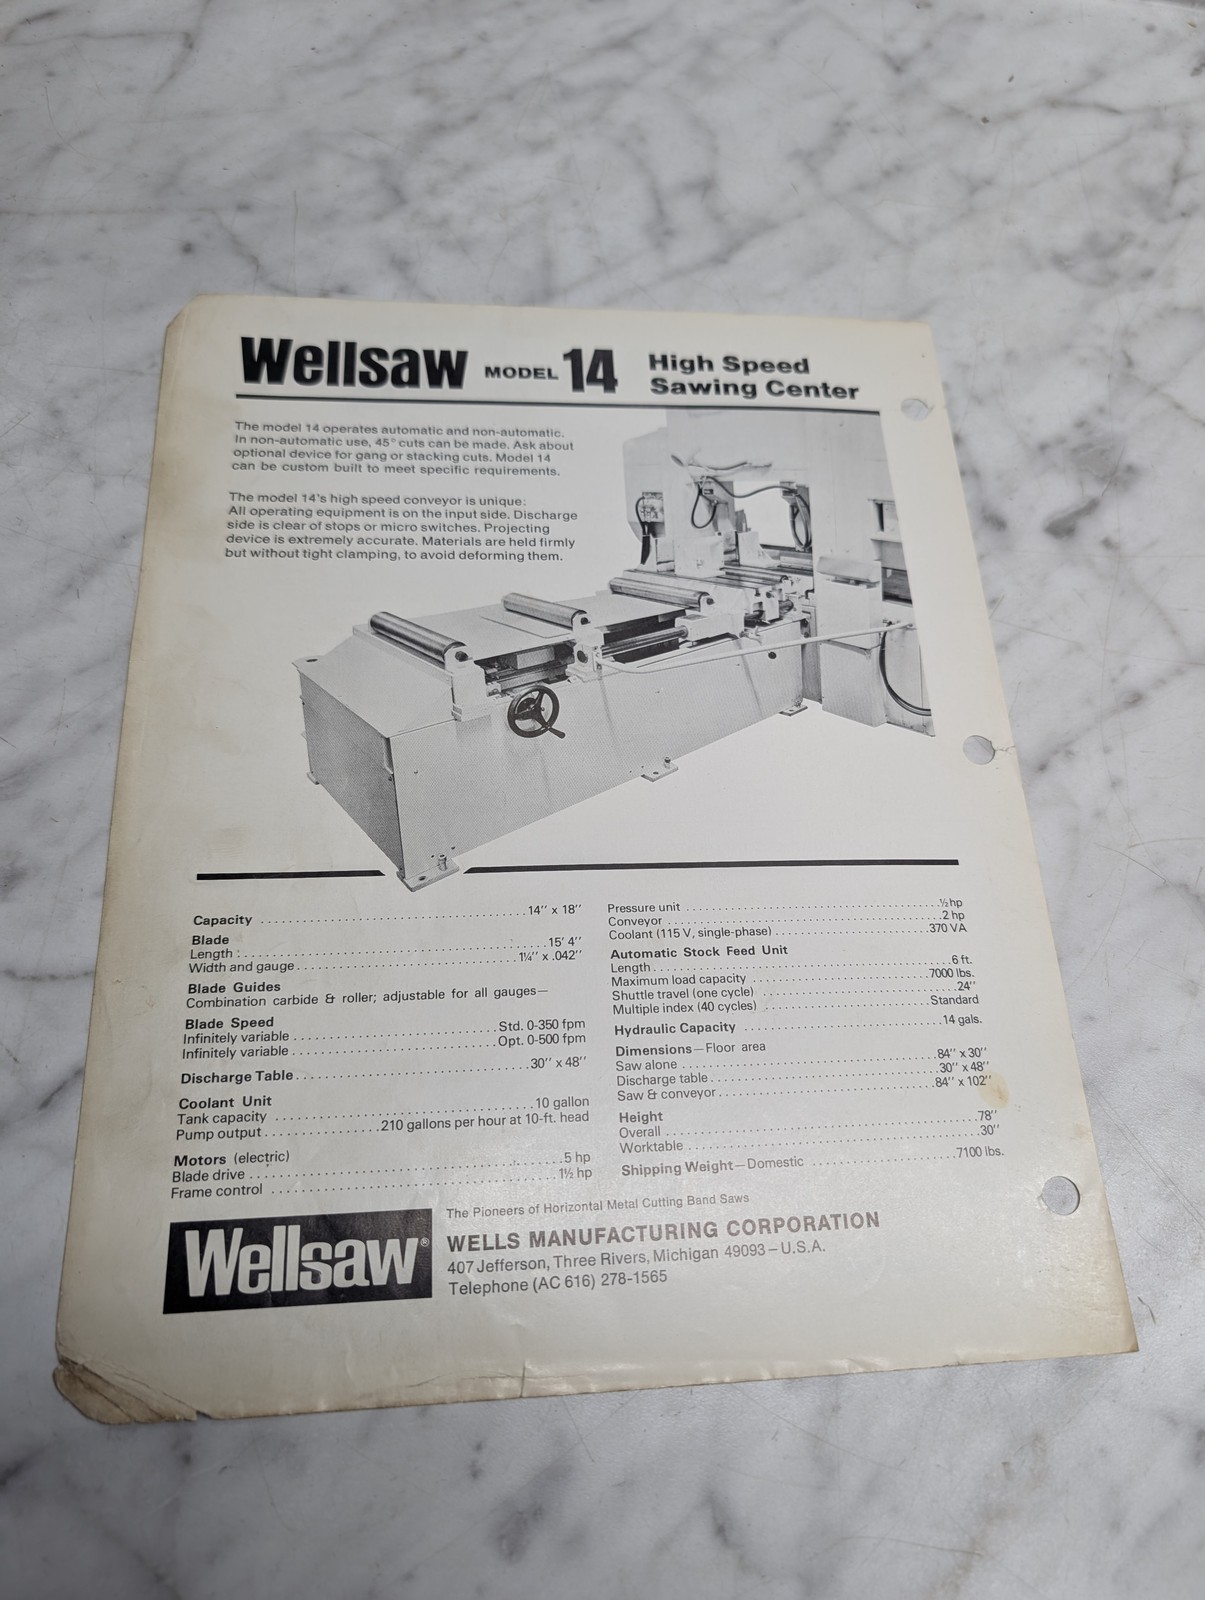 Wellsaw MODEL 14 High Speed
Sawing Center
The model 14 operates automatic and non-automatic.
In non-automatic use, 45° cuts can be made. Ask about
optional device for gang or stacking cuts. Model 14
can be custom built to meet specific requirements.
The model 14's high speed conveyor is unique:
All operating equipment is on the input side. Discharge
side is clear of stops or micro switches. Projecting
device is extremely accurate. Materials are held firmly
but without tight clamping, to avoid deforming them.
Capacity ........ 14" x 18"
Blade
Length ........ 15' 4"
Width and gauge ........ 1¼" x .042"
Blade Guides
Combination carbide & roller; adjustable for all gauges—
Blade Speed
Infinitely variable ........ Std. 0-350 fpm
Infinitely variable ........ Opt. 0-500 fpm
Discharge Table ........ 30" x 48"
Coolant Unit
Tank capacity ........ 10 gallon
Pump output ........ 210 gallons per hour at 10-ft. head
Motors (electric)
Blade drive ........ 5 hp
Frame control ........ 1½ hp
Pressure unit ........ ½ hp
Conveyor ........ 2 hp
Coolant (115 V, single-phase) ........ 370 VA
Automatic Stock Feed Unit
Length ........ 6 ft.
Maximum load capacity ........ 7000 lbs.
Shuttle travel (one cycle) ........ 24"
Multiple index (40 cycles) ........ Standard
Hydraulic Capacity ........ 14 gals.
Dimensions—Floor area
Saw alone ........ 84" x 30"
Discharge table ........ 30" x 48"
Saw & conveyor ........ 84" x 102"
Height
Overall ........ 78"
Worktable ........ 30"
Shipping Weight—Domestic ........ 7100 lbs.
Wellsaw®
The Pioneers of Horizontal Metal Cutting Band Saws
WELLS MANUFACTURING CORPORATION
407 Jefferson, Three Rivers, Michigan 49093—U.S.A.
Telephone (AC 616) 278-1565